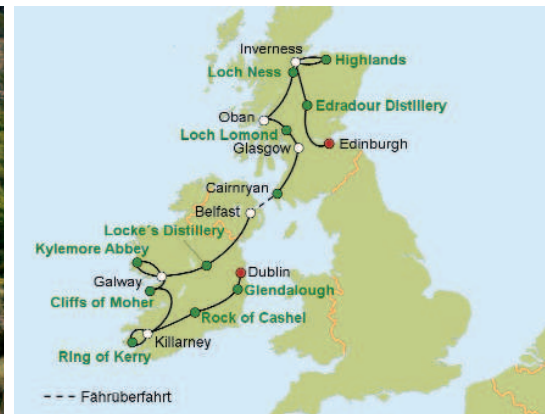 Inverness
Highlands
Loch Ness
Edradour Distillery
Oban
Loch Lomond
Glasgow
Edinburgh
Cairnryan
Belfast
Locke´s Distillery
Kylemore Abbey
Galway
Dublin
Cliffs of Moher
Glendalough
Rock of Cashel
Killarney
Ring of Kerry
Fährüberfahrt